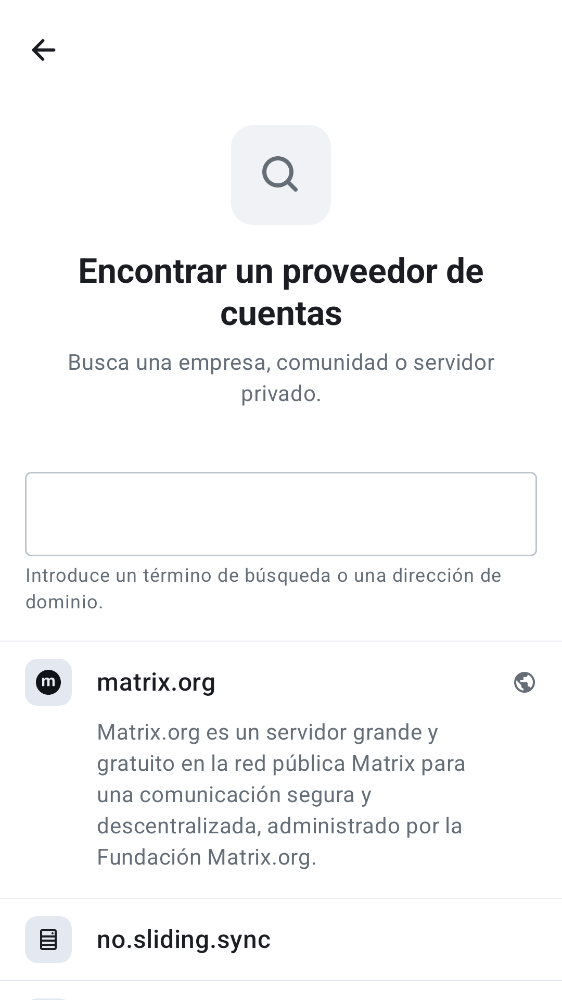 Encontrar un proveedor de
cuentas
Busca una empresa, comunidad o servidor
privado.
Introduce un término de búsqueda o una dirección de
dominio.
m
matrix.org
Matrix.org es un servidor grande y
gratuito en la red pública Matrix para
una comunicación segura y
descentralizada, administrado por la
Fundación Matrix.org.
no.sliding.sync